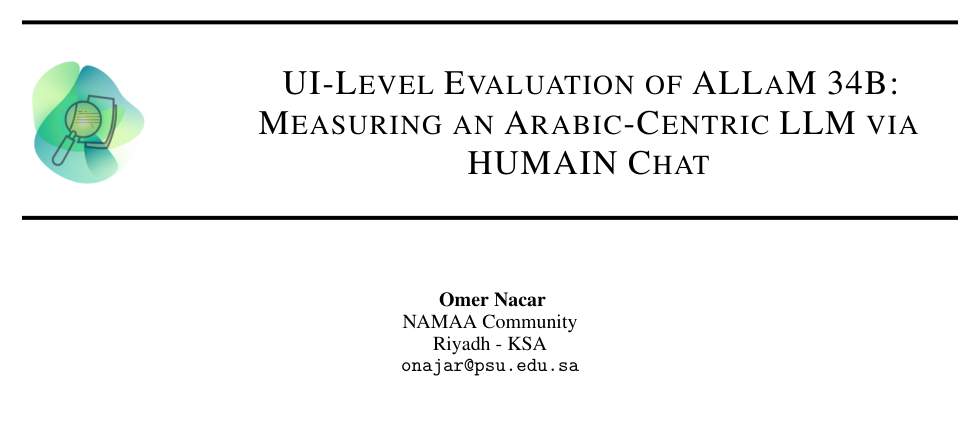 UI-LEVEL EVALUATION OF ALLAM 34B:
MEASURING AN ARABIC-CENTRIC LLM VIA
HUMAIN CHAT
Omer Nacar
NAMAA Community
Riyadh - KSA
onajar@psu.edu.sa